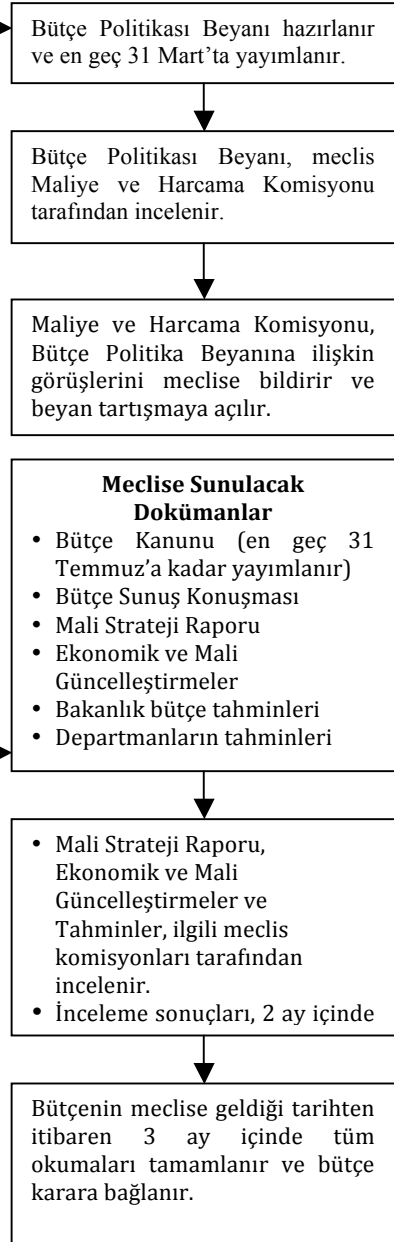 Bütçe Politikası Beyanı hazırlanır
ve en geç 31 Mart’ta yayımlanır.
Bütçe Politikası Beyanı, meclis
Maliye ve Harcama Komisyonu
tarafından incelenir.
Maliye ve Harcama Komisyonu,
Bütçe Politika Beyanına ilişkin
görüşlerini meclise bildirir ve
beyan tartışmaya açılır.
Meclise Sunulacak
Dokümanlar
• Bütçe Kanunu (en geç 31
Temmuz’a kadar yayımlanır)
• Bütçe Sunuş Konuşması
• Mali Strateji Raporu
• Ekonomik ve Mali
Güncelleştirmeler
• Bakanlık bütçe tahminleri
• Departmanların tahminleri
• Mali Strateji Raporu,
Ekonomik ve Mali
Güncelleştirmeler ve
Tahminler, ilgili meclis
komisyonları tarafından
incelenir.
• İnceleme sonuçları, 2 ay içinde
Bütçenin meclise geldiği tarihten
itibaren 3 ay içinde tüm
okumaları tamamlanır ve bütçe
karara bağlanır.